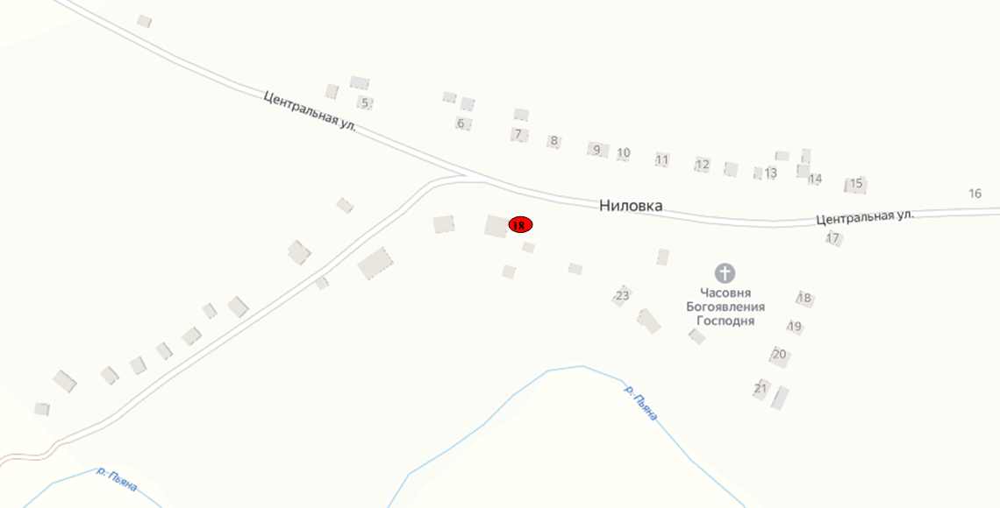 Центральная ул.
5
6
7
8
9
10
11
12
13
14
15
16
Ниловка
Центральная ул.
18
17
Часовня
Богоявления
Господня
23
18
19
20
21
р. Пьяна
р. Пьяна